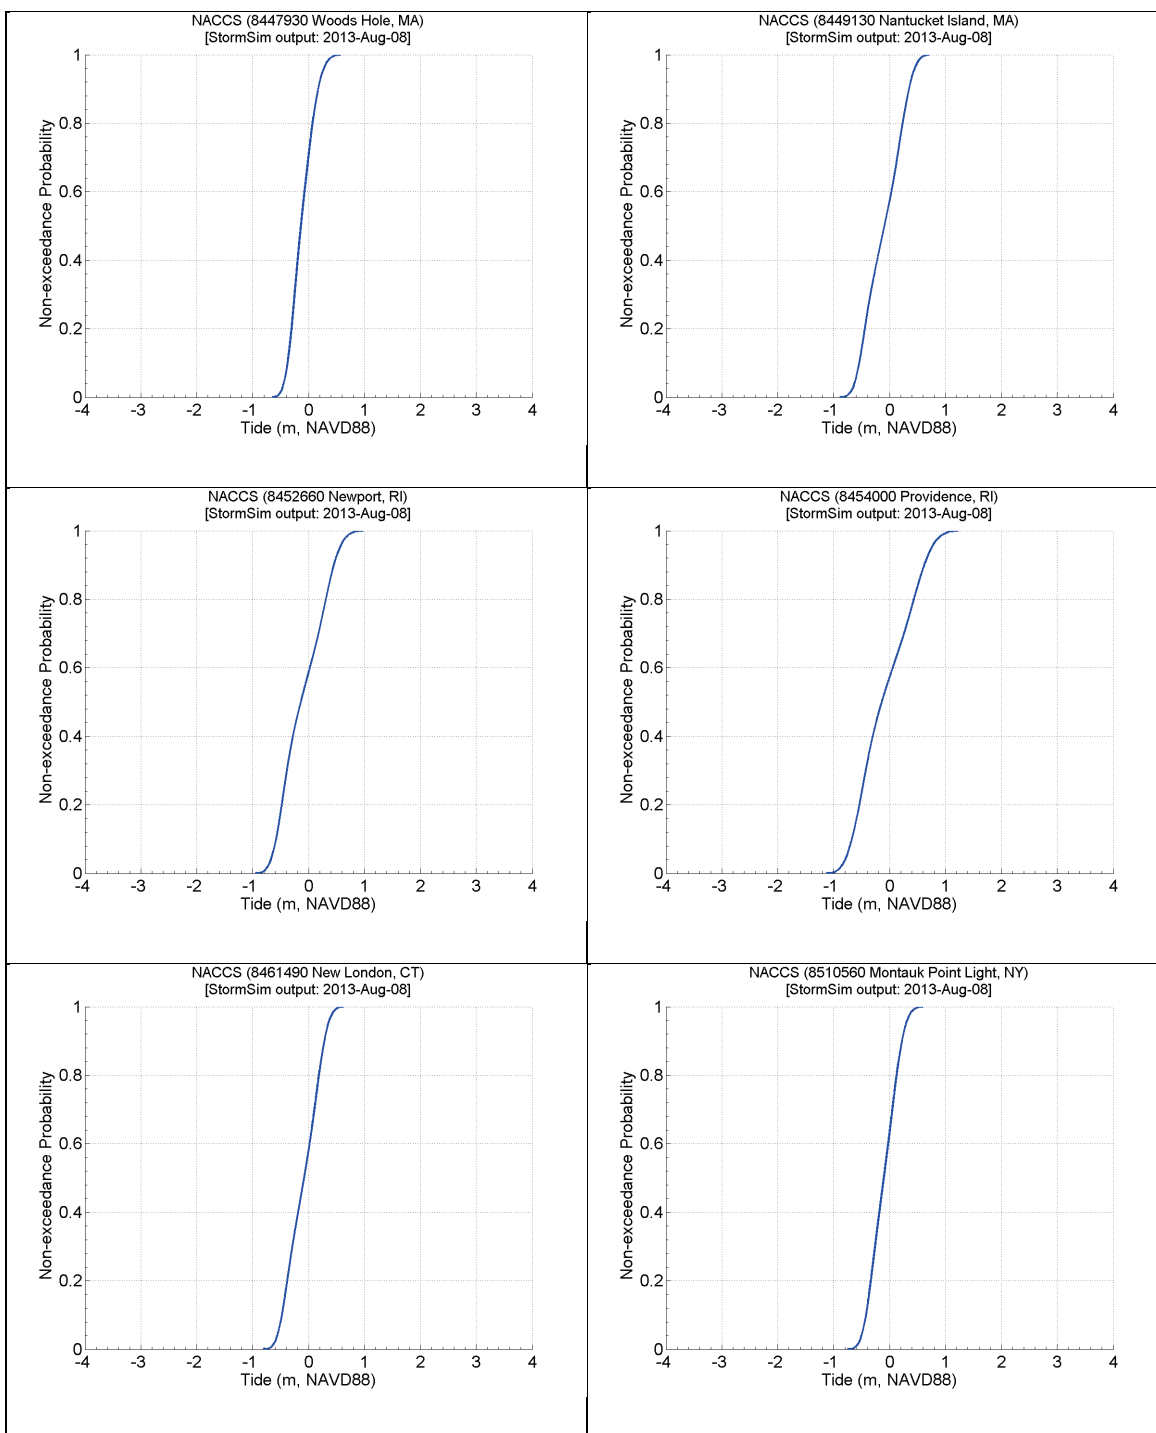 NACCS (8447930 Woods Hole, MA)
[StormSim output: 2013-Aug-08]
Non-exceedance Probability
1
0.8
0.6
0.4
0.2
0
-4 -3 -2 -1 0 1 2 3 4
Tide (m, NAVD88)
NACCS (8449130 Nantucket Island, MA)
[StormSim output: 2013-Aug-08]
Non-exceedance Probability
1
0.8
0.6
0.4
0.2
0
-4 -3 -2 -1 0 1 2 3 4
Tide (m, NAVD88)
NACCS (8452660 Newport, RI)
[StormSim output: 2013-Aug-08]
Non-exceedance Probability
1
0.8
0.6
0.4
0.2
0
-4 -3 -2 -1 0 1 2 3 4
Tide (m, NAVD88)
NACCS (8454000 Providence, RI)
[StormSim output: 2013-Aug-08]
Non-exceedance Probability
1
0.8
0.6
0.4
0.2
0
-4 -3 -2 -1 0 1 2 3 4
Tide (m, NAVD88)
NACCS (8461490 New London, CT)
[StormSim output: 2013-Aug-08]
Non-exceedance Probability
1
0.8
0.6
0.4
0.2
0
-4 -3 -2 -1 0 1 2 3 4
Tide (m, NAVD88)
NACCS (8510560 Montauk Point Light, NY)
[StormSim output: 2013-Aug-08]
Non-exceedance Probability
1
0.8
0.6
0.4
0.2
0
-4 -3 -2 -1 0 1 2 3 4
Tide (m, NAVD88)